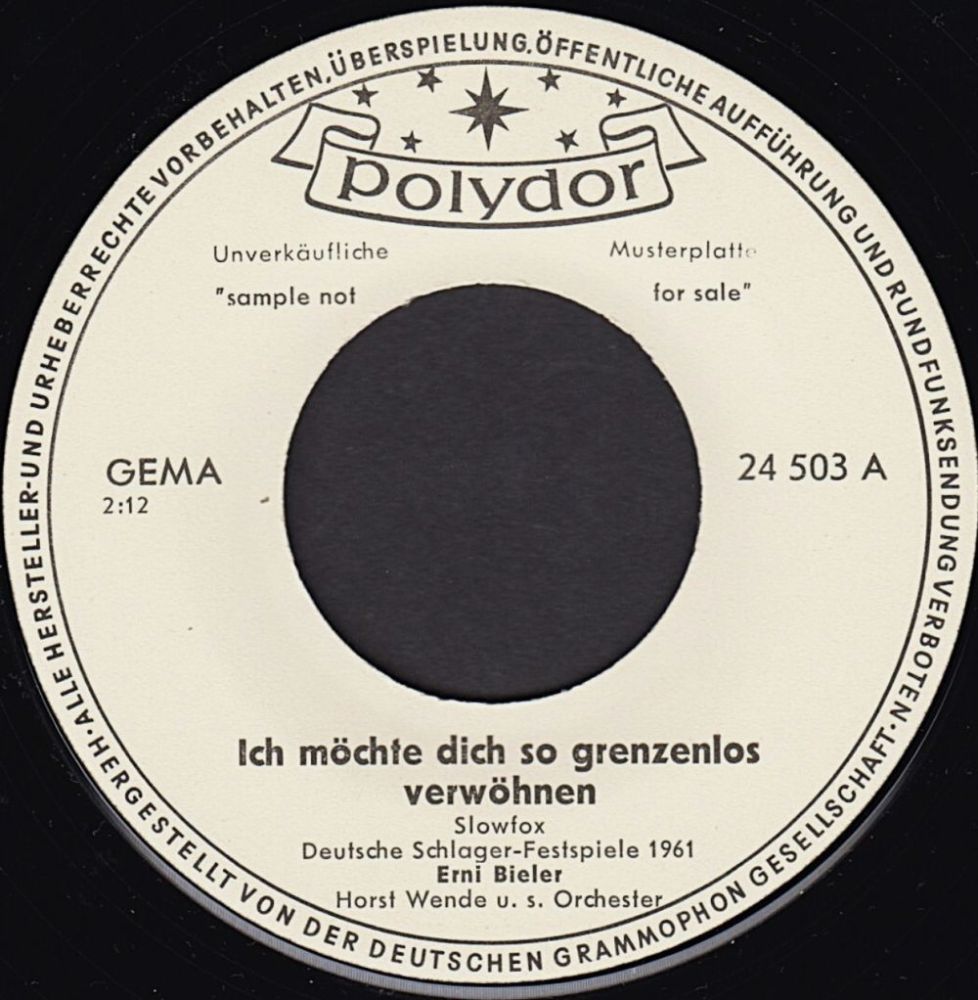 ·ALLE HERSTELLER-UND URHEBERRECHTE VORBEHALTEN, ÜBERSPIELUNG, ÖFFENTLICHE AUFFÜHRUNG UND RUNDFUNKSENDUNG VERBOTEN·
polydor
Unverkäufliche Musterplatte
"sample not for sale"
GEMA 24 503 A
2:12
Ich möchte dich so grenzenlos
verwöhnen
Slowfox
Deutsche Schlager-Festspiele 1961
Erni Bieler
Horst Wende u. s. Orchester
HERGESTELLT VON DER DEUTSCHEN GRAMMOPHON GESELLSCHAFT·